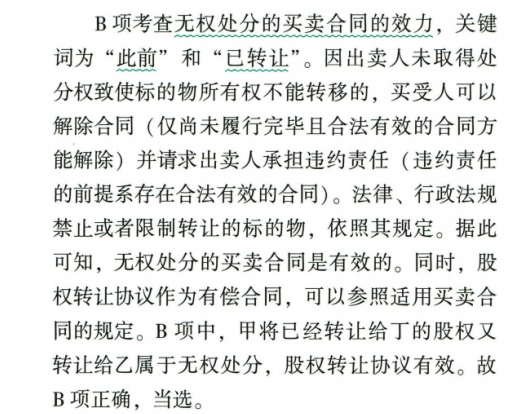 B 项考查无权处分的买卖合同的效力，关键
词为“此前”和“已转让”。因出卖人未取得处
分权致使标的物所有权不能转移的，买受人可以
解除合同（仅尚未履行完毕且合法有效的合同方
能解除）并请求出卖人承担违约责任（违约责任
的前提系存在合法有效的合同）。法律、行政法规
禁止或者限制转让的标的物，依照其规定。据此
可知，无权处分的买卖合同是有效的。同时，股
权转让协议作为有偿合同，可以参照适用买卖合
同的规定。B 项中，甲将已经转让给丁的股权又
转让给乙属于无权处分，股权转让协议有效。故
B 项正确，当选。